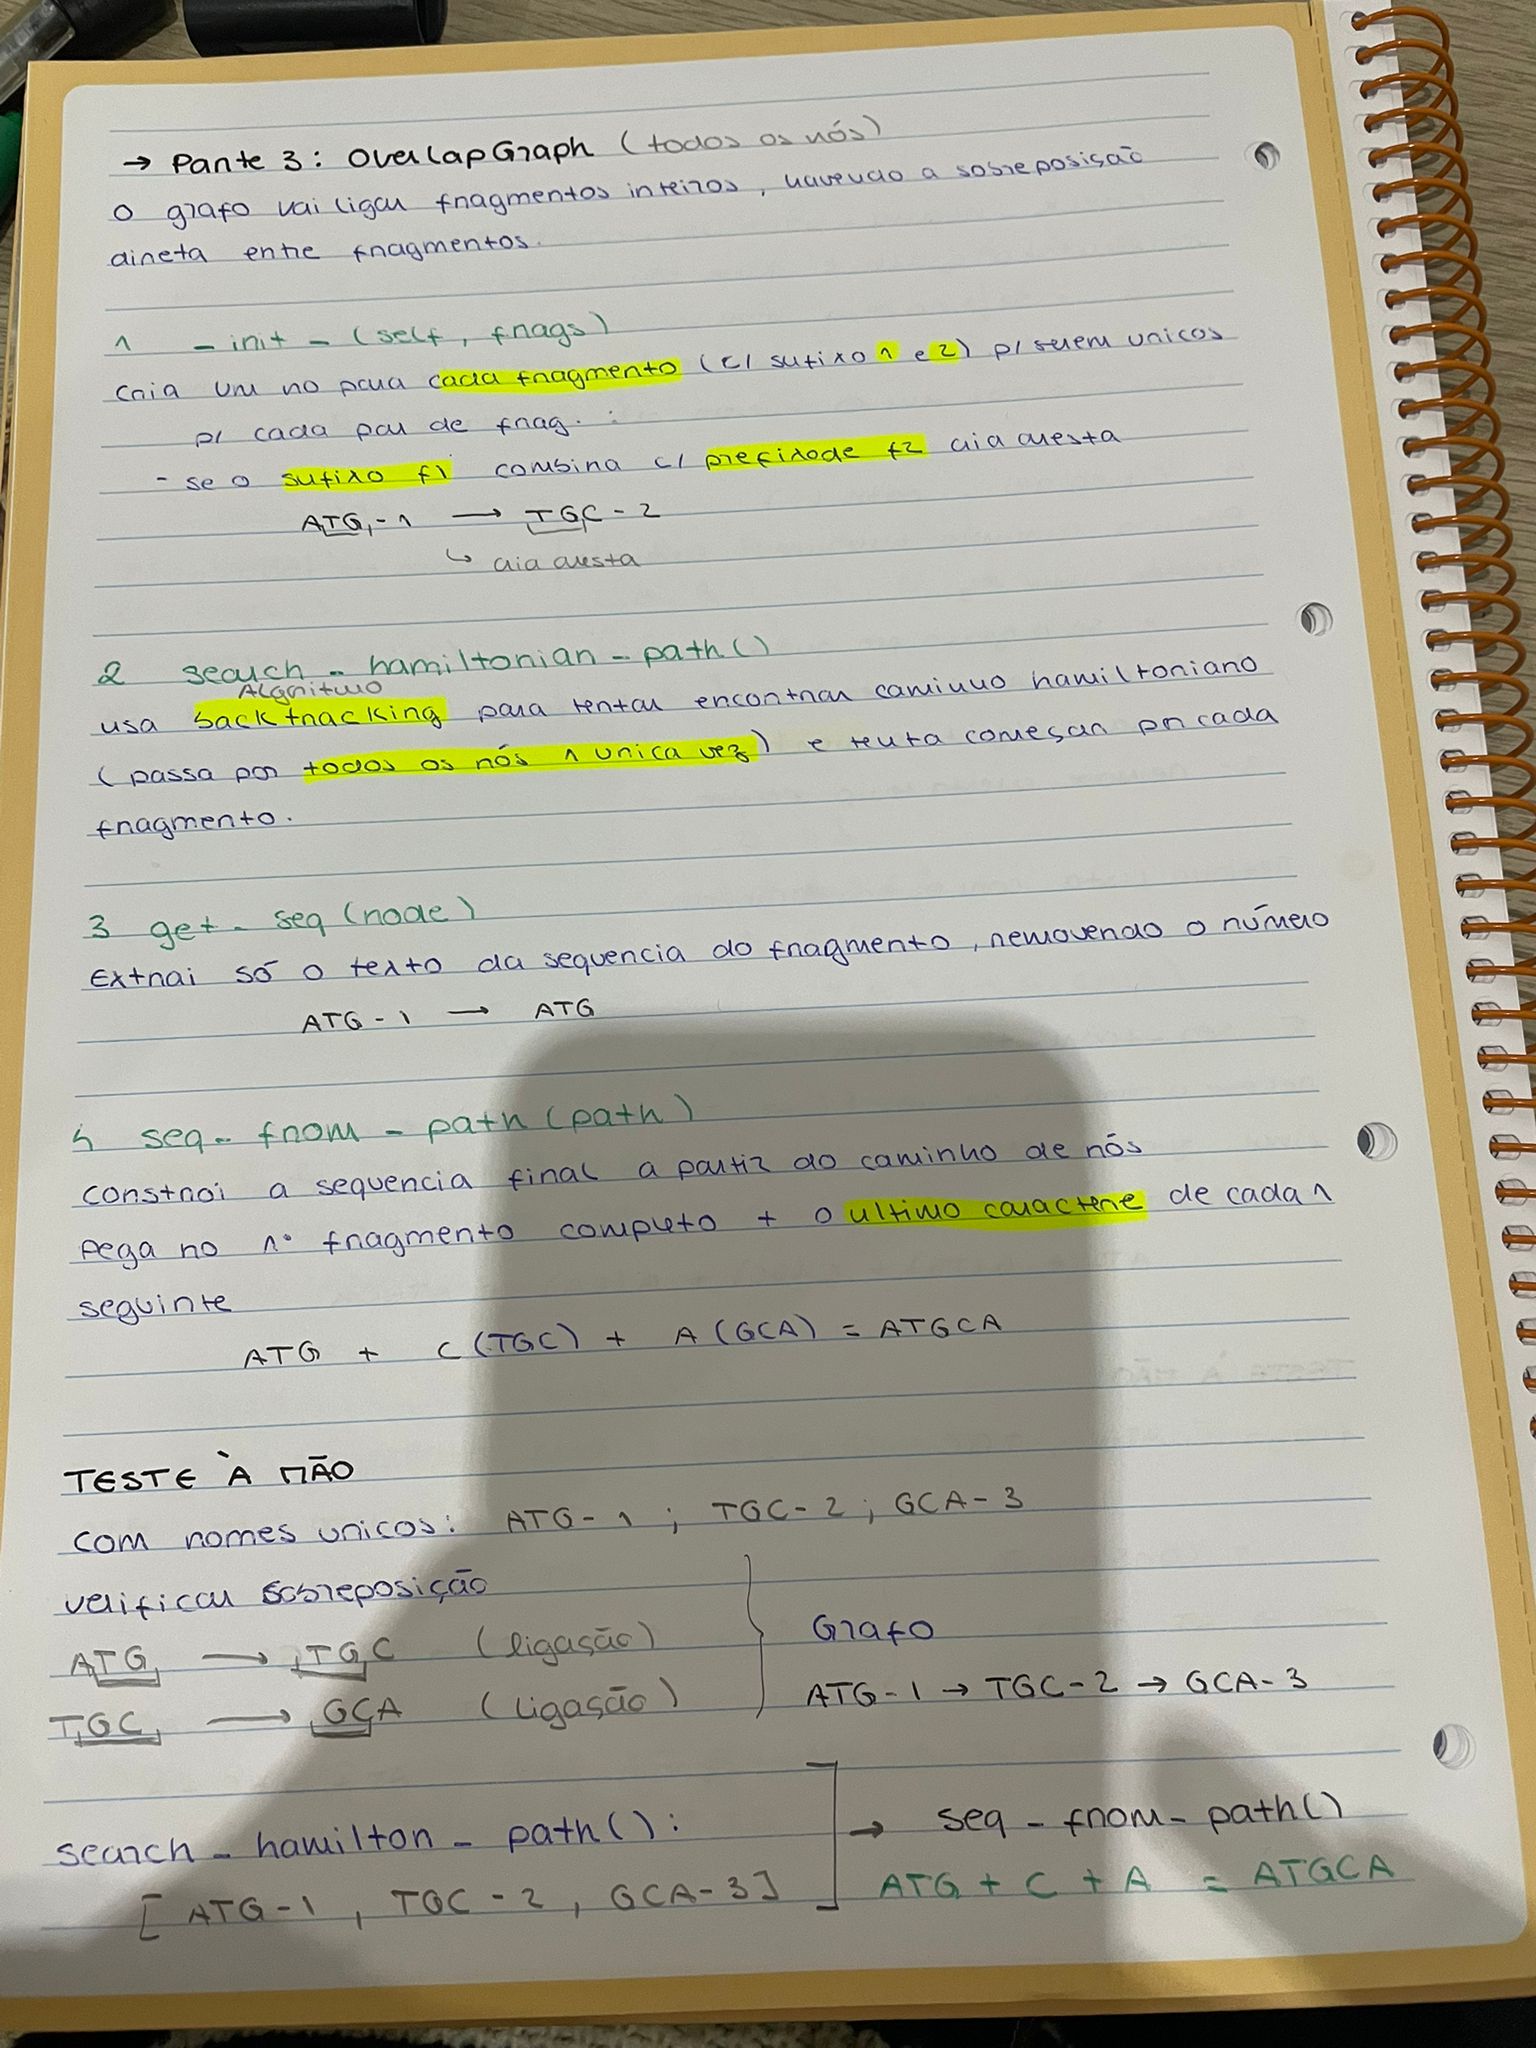 → Parte 3: OverlapGraph (todos os nós)
O grafo vai ligar fragmentos inteiros, havendo a sobreposição
direta entre fragmentos.
1 _init_ (self, frags)
Cria um no para cada fragmento (c/ sufixo 1 e 2) p/ serem unicos
p/ cada par de frag. :
- se o sufixo f1 combina c/ prefixo de f2 cria aresta
ATG-1 → TGC-2
↳ cria aresta
2 search_hamiltonian_path()
Algoritmo
usa backtracking para tentar encontrar caminho hamiltoniano
(passa por todos os nós 1 unica vez) e tenta começar por cada
fragmento.
3 get_seq(node)
Extrai só o texto da sequencia do fragmento, removendo o número
ATG-1 → ATG
4 seq_from_path(path)
constroi a sequencia final a partir do caminho de nós
Pega no 1º fragmento completo + o ultimo caractere de cada 1
seguinte
ATG + C (TGC) + A (GCA) = ATGCA
TESTE À MÃO
Com nomes unicos: ATG-1 ; TGC-2 ; GCA-3
verificar sobreposição
ATG → TGC (ligação)
TGC → GCA (ligação)
Grafo
ATG-1 → TGC-2 → GCA-3
search_hamilton_path():
[ATG-1, TGC-2, GCA-3]
→ seq_from_path()
ATG + C + A = ATGCA